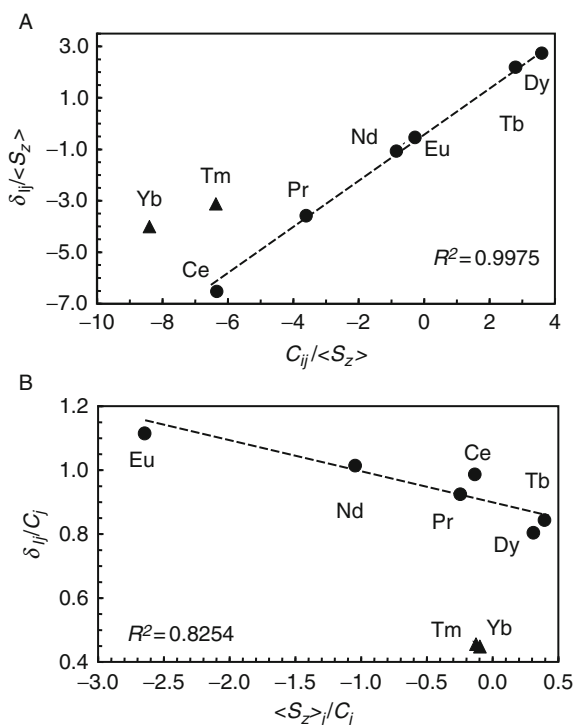 A
3.0
1.0
−1.0
−3.0
−5.0
−7.0
δIj/<Sz>
Dy
Tb
Nd
Eu
Tm
Pr
Yb
Ce
R² = 0.9975
−10 −8 −6 −4 −2 0 2 4
Cij/<Sz>
B
1.2
1.0
0.8
0.6
0.4
δIj/Cj
Eu
Ce
Nd
Tb
Pr
Dy
Tm Yb
R² = 0.8254
−3.0 −2.5 −2.0 −1.5 −1.0 −0.5 0.0 0.5
<Sz>j/Cj